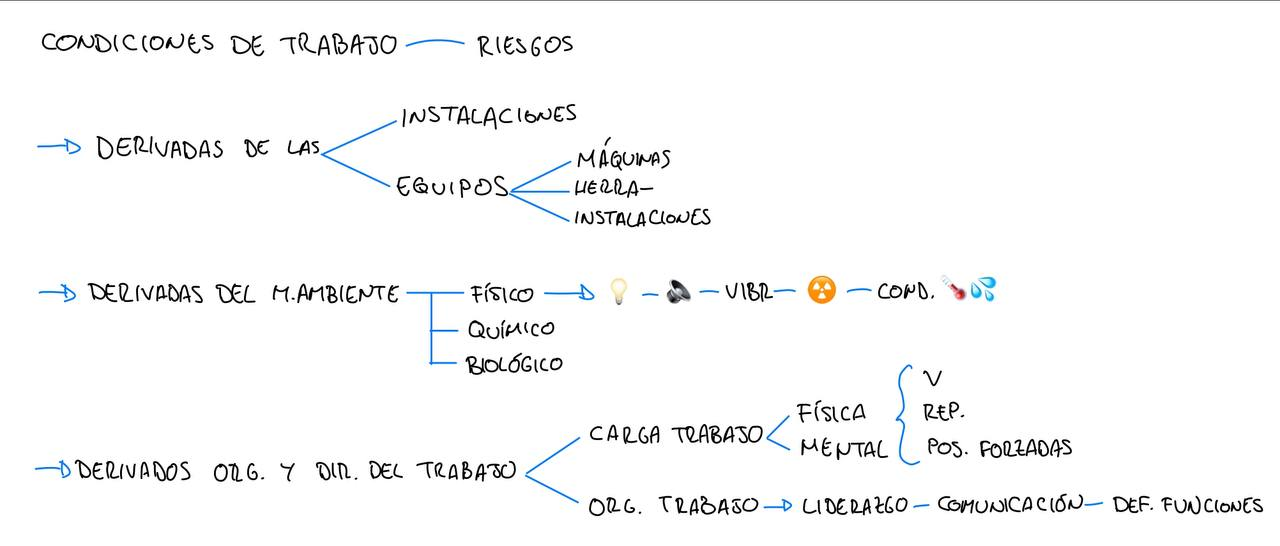 CONDICIONES DE TRABAJO — RIESGOS
INSTALACIONES
→ DERIVADAS DE LAS
MÁQUINAS
EQUIPOS
HERRA–
INSTALACIONES
→ DERIVADAS DEL M.AMBIENTE — FÍSICO → 💡 – 🔈 – VIBR – ☢️ – COND. 🌡️💦
QUÍMICO
BIOLÓGICO
V
FÍSICA
REP.
CARGA TRABAJO
MENTAL
POS. FORZADAS
→ DERIVADOS ORG. Y DIR. DEL TRABAJO
ORG. TRABAJO → LIDERAZGO – COMUNICACIÓN – DEF. FUNCIONES